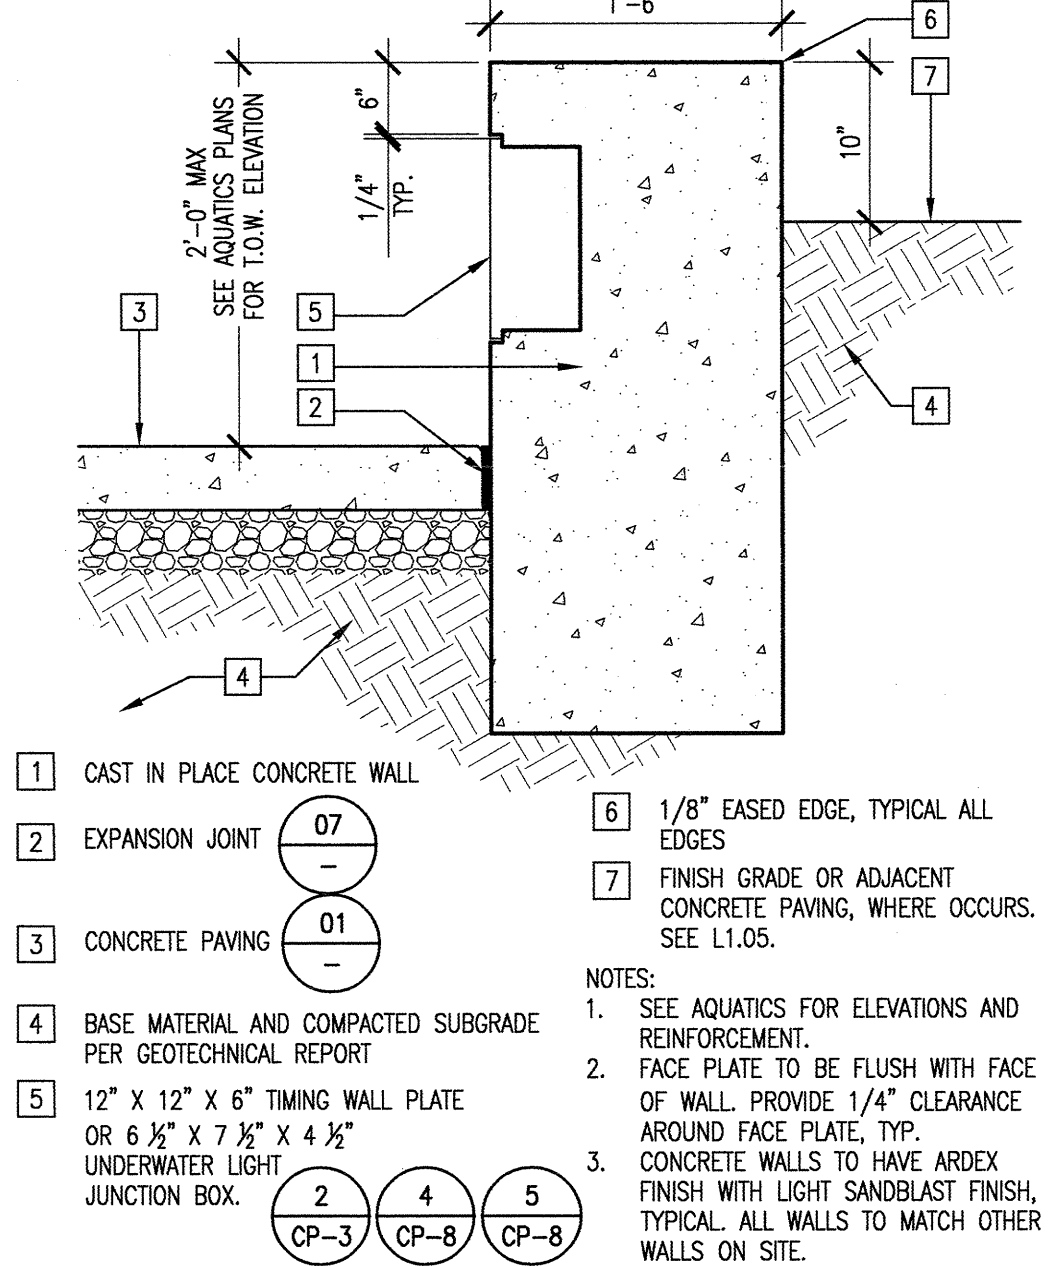 6
7
6"
10"
2'-0" MAX
SEE AQUATICS PLANS
FOR T.O.W. ELEVATION
1/4"
TYP.
3
5
1
2
4
4
1 CAST IN PLACE CONCRETE WALL
2 EXPANSION JOINT 07
–
3 CONCRETE PAVING 01
–
4 BASE MATERIAL AND COMPACTED SUBGRADE
PER GEOTECHNICAL REPORT
5 12" X 12" X 6" TIMING WALL PLATE
OR 6 ½" X 7 ½" X 4 ½"
UNDERWATER LIGHT
JUNCTION BOX.
2 4 5
CP-3 CP-8 CP-8
6 1/8" EASED EDGE, TYPICAL ALL
EDGES
7 FINISH GRADE OR ADJACENT
CONCRETE PAVING, WHERE OCCURS.
SEE L1.05.
NOTES:
1. SEE AQUATICS FOR ELEVATIONS AND
REINFORCEMENT.
2. FACE PLATE TO BE FLUSH WITH FACE
OF WALL. PROVIDE 1/4" CLEARANCE
AROUND FACE PLATE, TYP.
3. CONCRETE WALLS TO HAVE ARDEX
FINISH WITH LIGHT SANDBLAST FINISH,
TYPICAL. ALL WALLS TO MATCH OTHER
WALLS ON SITE.